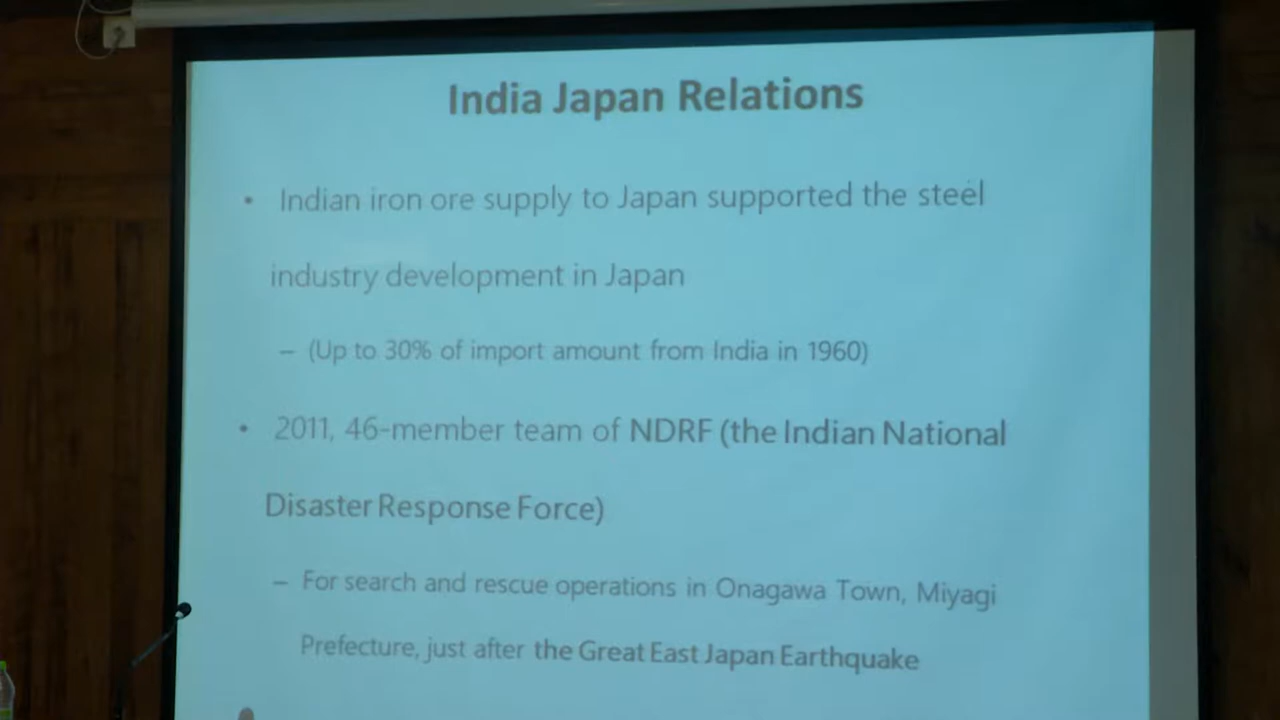 India Japan Relations
• Indian iron ore supply to Japan supported the steel
industry development in Japan
– (Up to 30% of import amount from India in 1960)
• 2011, 46-member team of NDRF (the Indian National
Disaster Response Force)
– For search and rescue operations in Onagawa Town, Miyagi
Prefecture, just after the Great East Japan Earthquake